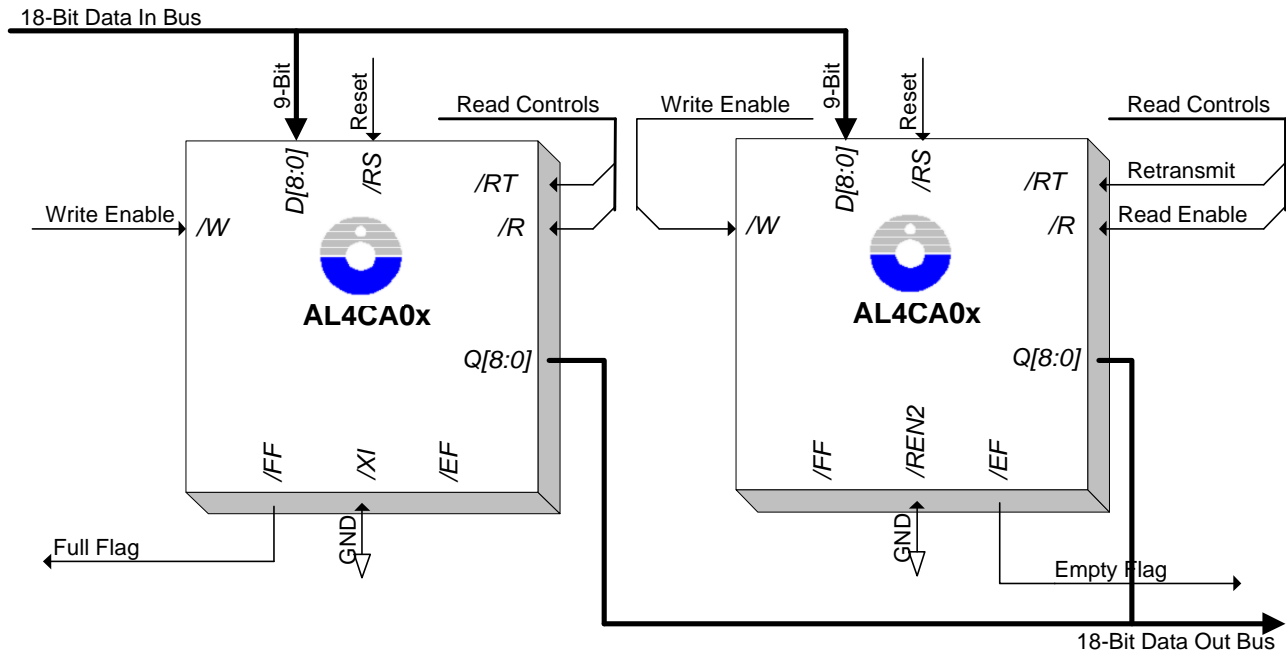 18-Bit Data In Bus
9-Bit
Reset
Read Controls
Write Enable
9-Bit
Reset
Read Controls
D[8:0]
/RS
/RT
D[8:0]
/RS
/RT
Retransmit
Write Enable
/W
/R
/W
/R
Read Enable
AL4CA0x
AL4CA0x
Q[8:0]
Q[8:0]
/FF
/XI
/EF
/FF
/REN2
/EF
Full Flag
GND
GND
Empty Flag
18-Bit Data Out Bus